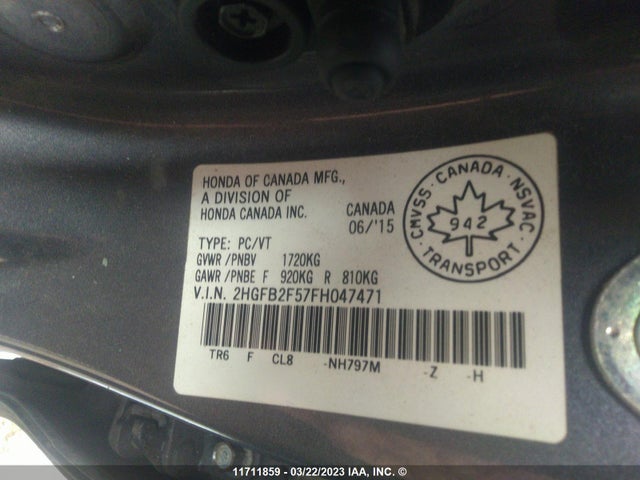 HONDA OF CANADA MFG.,
A DIVISION OF
HONDA CANADA INC.
CANADA
06/'15
CMVSS · CANADA · NSVAC
942
TRANSPORT
TYPE: PC/VT
GVWR/PNBV 1720KG
GAWR/PNBE F 920KG R 810KG
V.I.N. 2HGFB2F57FH047471
TR6 F CL8 -NH797M -Z -H
11711859 - 03/22/2023 IAA, INC. ©